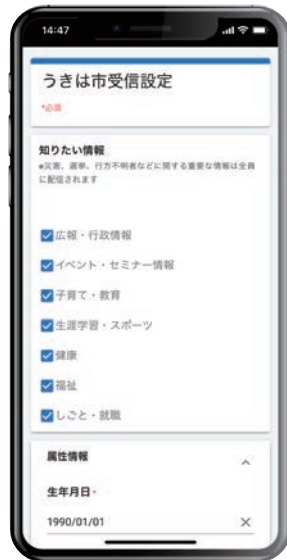 14:47
うきは市受信設定
*必須
知りたい情報
※災害、選挙、行方不明者などに関する重要な情報は全員
に配信されます
広報・行政情報
イベント・セミナー情報
子育て・教育
生涯学習・スポーツ
健康
福祉
しごと・就職
属性情報
生年月日*
1990/01/01